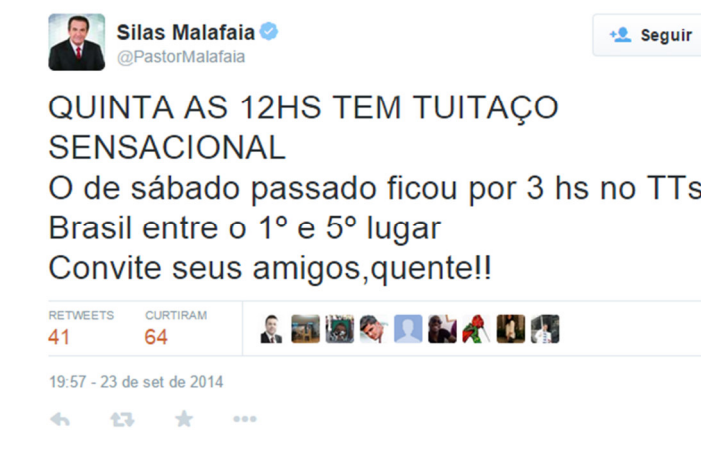 Silas Malafaia
@PastorMalafaia
Seguir
QUINTA AS 12HS TEM TUITAÇO
SENSACIONAL
O de sábado passado ficou por 3 hs no TTs
Brasil entre o 1º e 5º lugar
Convite seus amigos,quente!!
RETWEETS CURTIRAM
41 64
19:57 - 23 de set de 2014